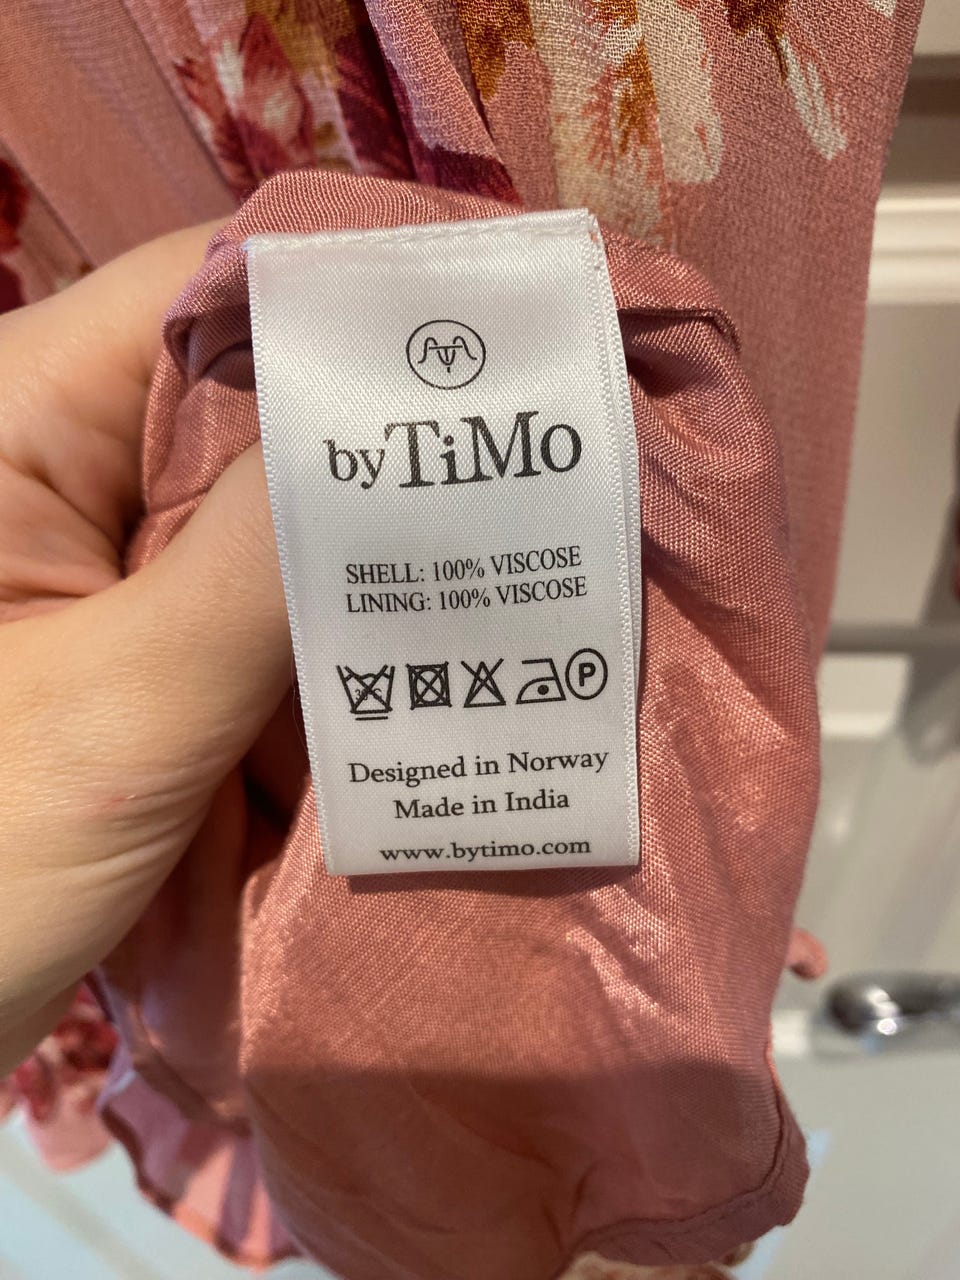 byTiMo
SHELL: 100% VISCOSE
LINING: 100% VISCOSE
P
Designed in Norway
Made in India
www.bytimo.com